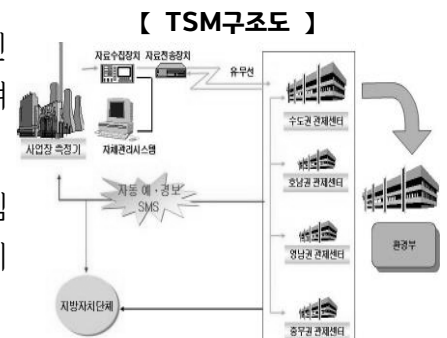 【 TSM구조도 】
자료수집장치 자료전송장치
유·무선
사업장 측정기
자체관리시스템
수도권 관제센터
호남권 관제센터
자동 예·경보
SMS
영남권 관제센터
환경부
지방자치단체
중부권 관제센터